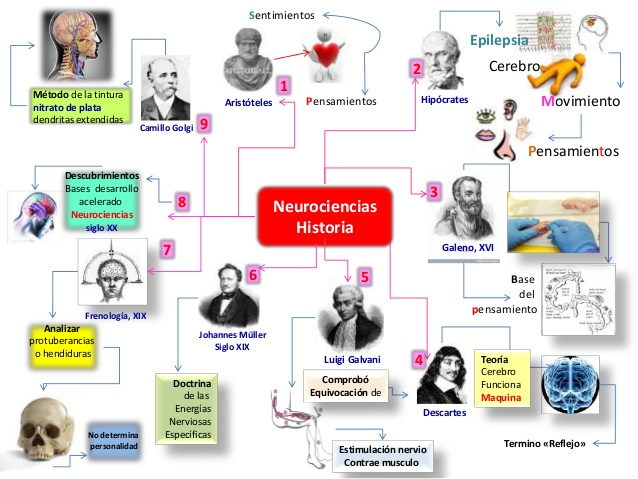 Neurociencias
Historia
1
Aristóteles
Sentimientos
Pensamientos
2
Hipócrates
Epilepsia
Cerebro
Movimiento
Pensamientos
3
Galeno, XVI
Base
del
pensamiento
4
Descartes
Teoría
Cerebro
Funciona
Maquina
Termino «Reflejo»
5
Luigi Galvani
Comprobó
Equivocación de
Estimulación nervio
Contrae musculo
6
Johannes Müller
Siglo XIX
Doctrina
de las
Energías
Nerviosas
Específicas
7
Frenología, XIX
Analizar
protuberancias
o hendiduras
No determina
personalidad
8
Descubrimientos
Bases desarrollo
acelerado
Neurociencias
siglo XX
9
Camillo Golgi
Método de la tintura
nitrato de plata
dendritas extendidas